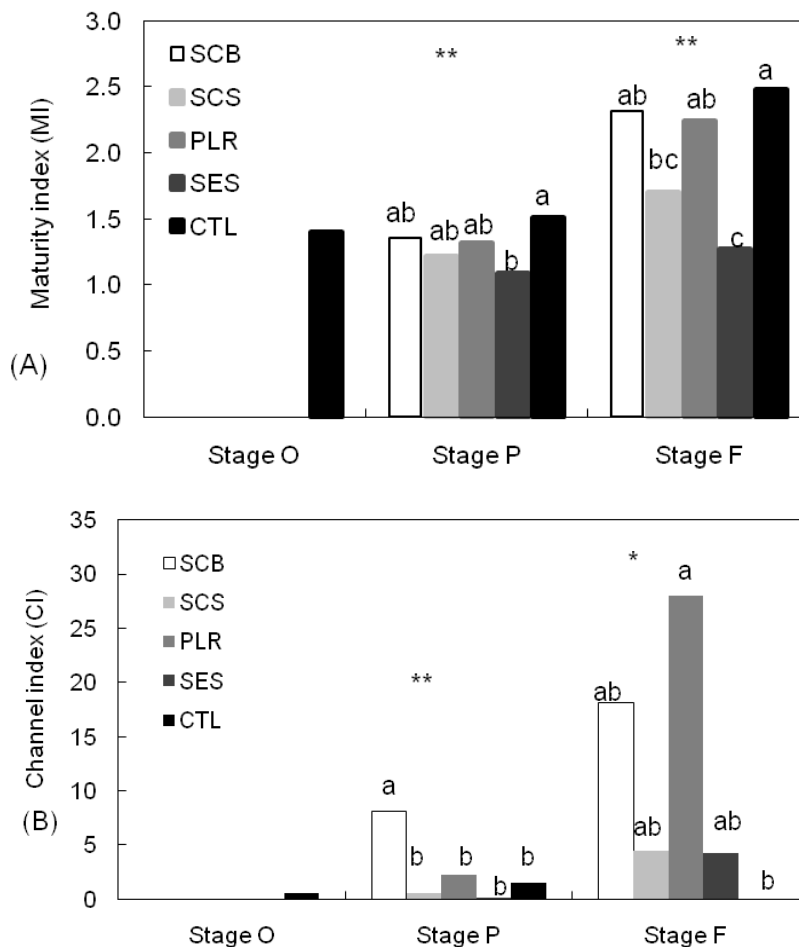 Maturity index (MI)
(A)
3.0
2.5
2.0
1.5
1.0
0.5
0.0
SCB
SCS
PLR
SES
CTL
** **
ab ab ab b a
ab bc ab c a
Stage O Stage P Stage F
Channel index (CI)
(B)
35
30
25
20
15
10
5
0
SCB
SCS
PLR
SES
CTL
** *
a b b b b
ab ab a ab b
Stage O Stage P Stage F